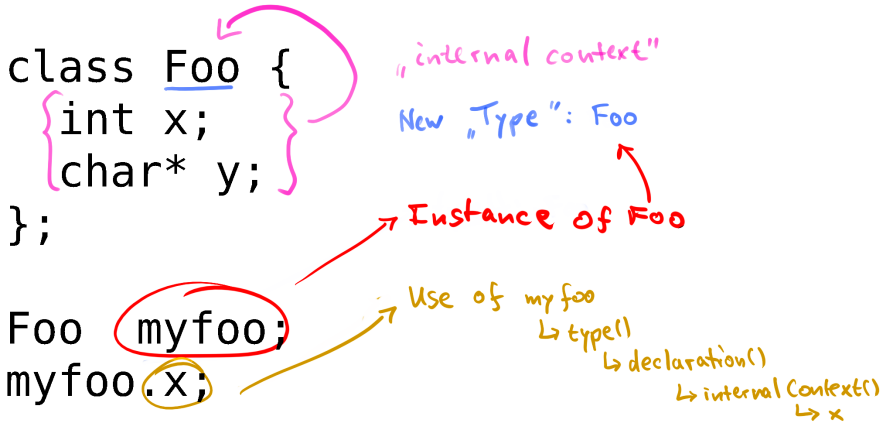 class Foo {
int x;
char* y;
};
Foo myfoo;
myfoo.x;
„internal context"
New „Type": Foo
Instance of Foo
Use of myfoo
↳ type()
↳ declaration()
↳ internalContext()
↳ x